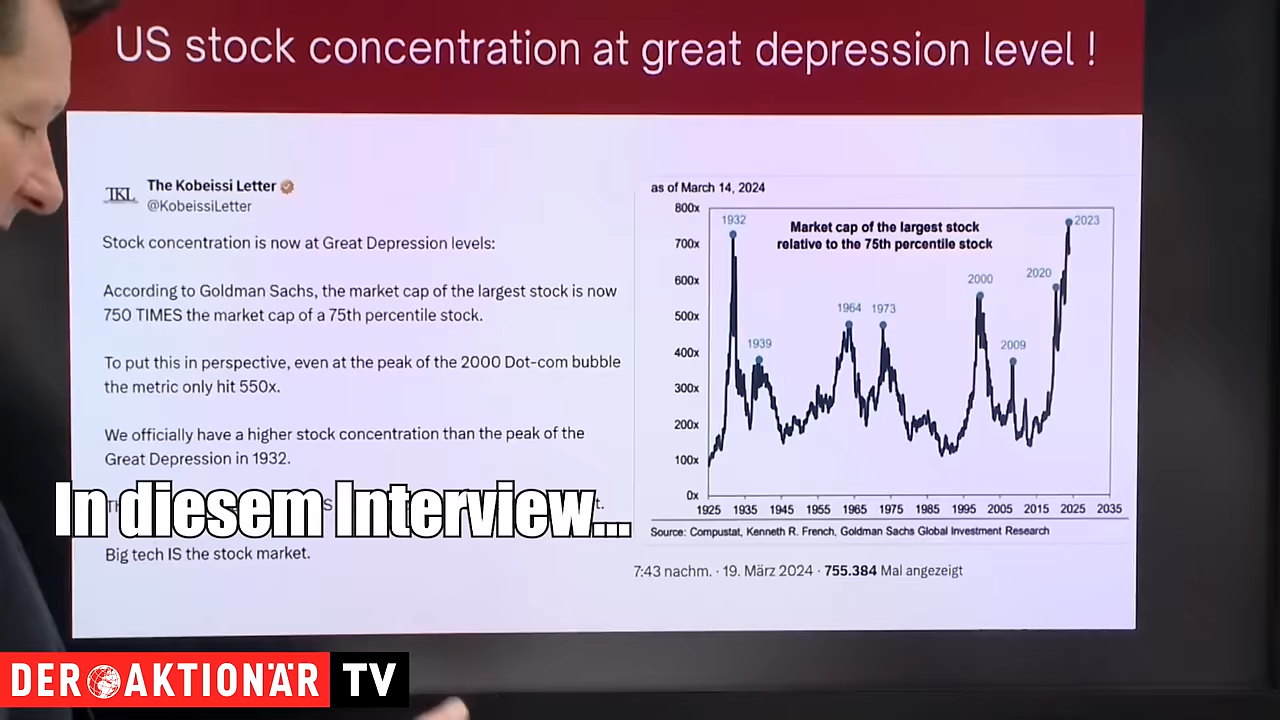 US stock concentration at great depression level !
The Kobeissi Letter
@KobeissiLetter
TKL
Stock concentration is now at Great Depression levels:
According to Goldman Sachs, the market cap of the largest stock is now
750 TIMES the market cap of a 75th percentile stock.
To put this in perspective, even at the peak of the 2000 Dot-com bubble
the metric only hit 550x.
We officially have a higher stock concentration than the peak of the
Great Depression in 1932.
In diesem Interview...
Big tech IS the stock market.
as of March 14, 2024
Market cap of the largest stock
relative to the 75th percentile stock
800x
700x
600x
500x
400x
300x
200x
100x
0x
1932
1939
1964
1973
2000
2009
2020
2023
1925 1935 1945 1955 1965 1975 1985 1995 2005 2015 2025 2035
Source: Compustat, Kenneth R. French, Goldman Sachs Global Investment Research
7:43 nachm. · 19. März 2024 · 755.384 Mal angezeigt
DER AKTIONÄR TV